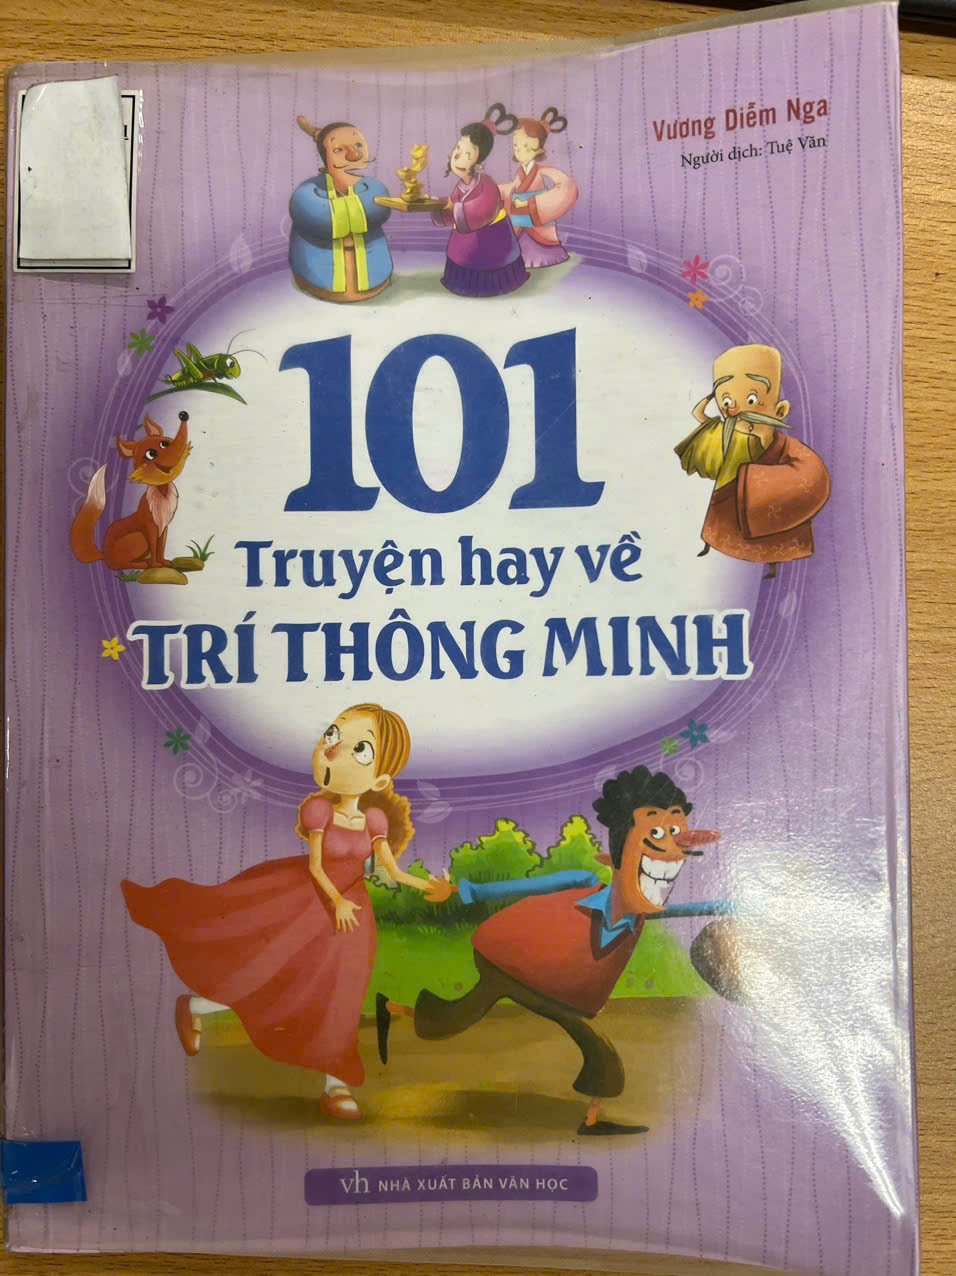 Vương Diễm Nga
Người dịch: Tuệ Văn
101
Truyện hay về
TRÍ THÔNG MINH
vh NHÀ XUẤT BẢN VĂN HỌC